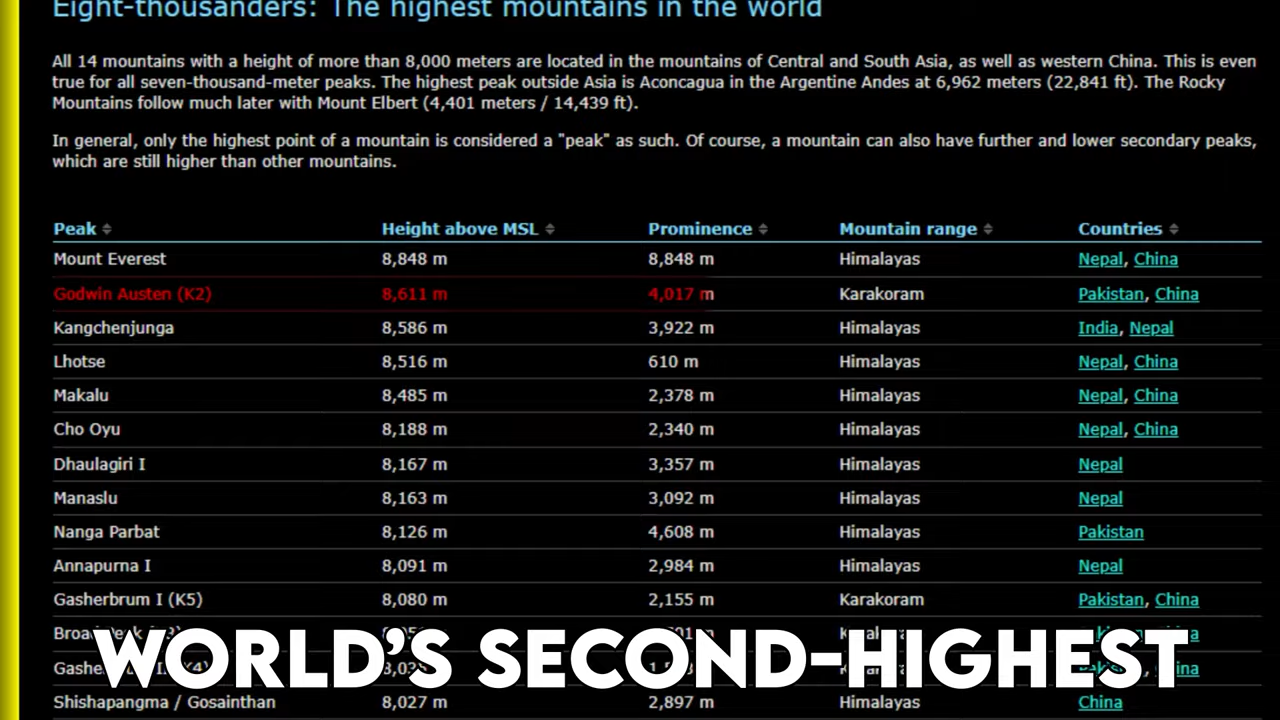 Eight-thousanders: The highest mountains in the world
All 14 mountains with a height of more than 8,000 meters are located in the mountains of Central and South Asia, as well as western China. This is even
true for all seven-thousand-meter peaks. The highest peak outside Asia is Aconcagua in the Argentine Andes at 6,962 meters (22,841 ft). The Rocky
Mountains follow much later with Mount Elbert (4,401 meters / 14,439 ft).
In general, only the highest point of a mountain is considered a "peak" as such. Of course, a mountain can also have further and lower secondary peaks,
which are still higher than other mountains.
Peak Height above MSL Prominence Mountain range Countries
Mount Everest 8,848 m 8,848 m Himalayas Nepal, China
Godwin Austen (K2) 8,611 m 4,017 m Karakoram Pakistan, China
Kangchenjunga 8,586 m 3,922 m Himalayas India, Nepal
Lhotse 8,516 m 610 m Himalayas Nepal, China
Makalu 8,485 m 2,378 m Himalayas Nepal, China
Cho Oyu 8,188 m 2,340 m Himalayas Nepal, China
Dhaulagiri I 8,167 m 3,357 m Himalayas Nepal
Manaslu 8,163 m 3,092 m Himalayas Nepal
Nanga Parbat 8,126 m 4,608 m Himalayas Pakistan
Annapurna I 8,091 m 2,984 m Himalayas Nepal
Gasherbrum I (K5) 8,080 m 2,155 m Karakoram Pakistan, China
WORLD'S SECOND-HIGHEST
Shishapangma / Gosainthan 8,027 m 2,897 m Himalayas China